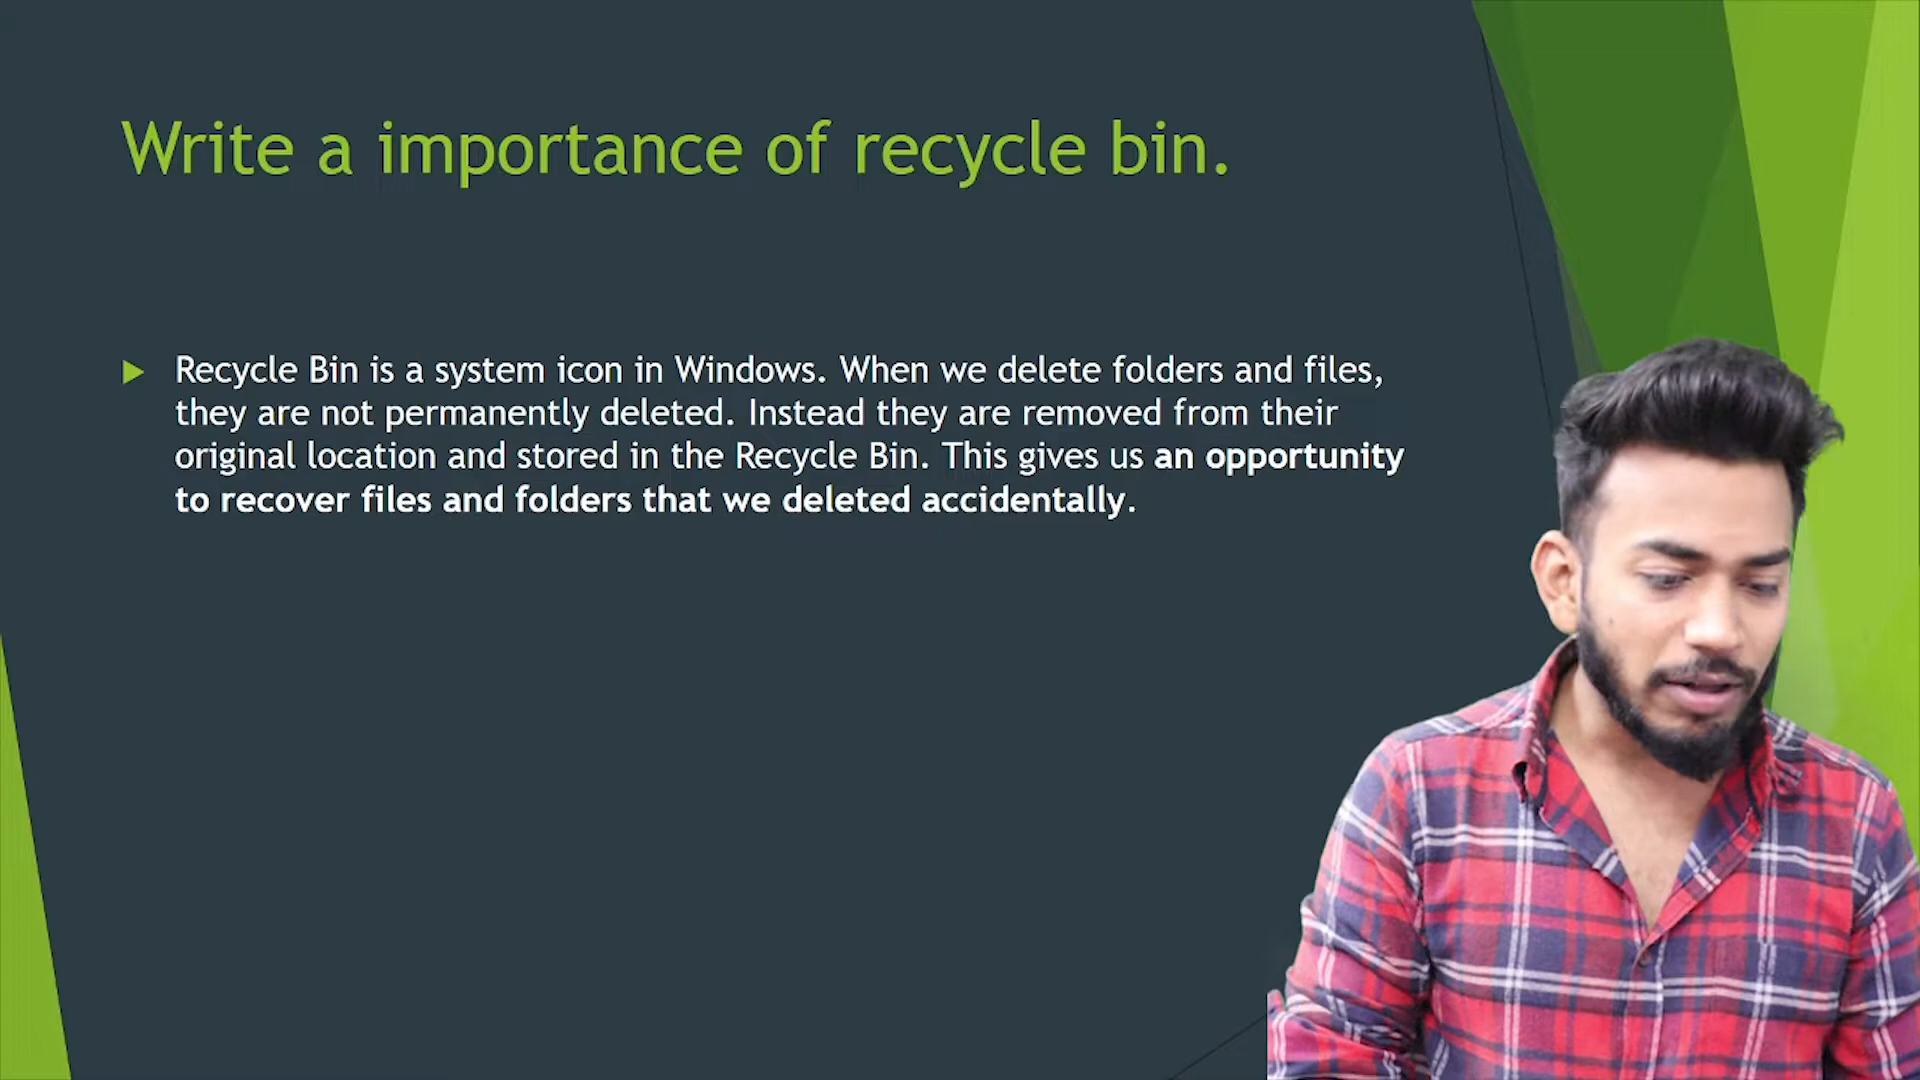 Write a importance of recycle bin.
Recycle Bin is a system icon in Windows. When we delete folders and files,
they are not permanently deleted. Instead they are removed from their
original location and stored in the Recycle Bin. This gives us an opportunity
to recover files and folders that we deleted accidentally.